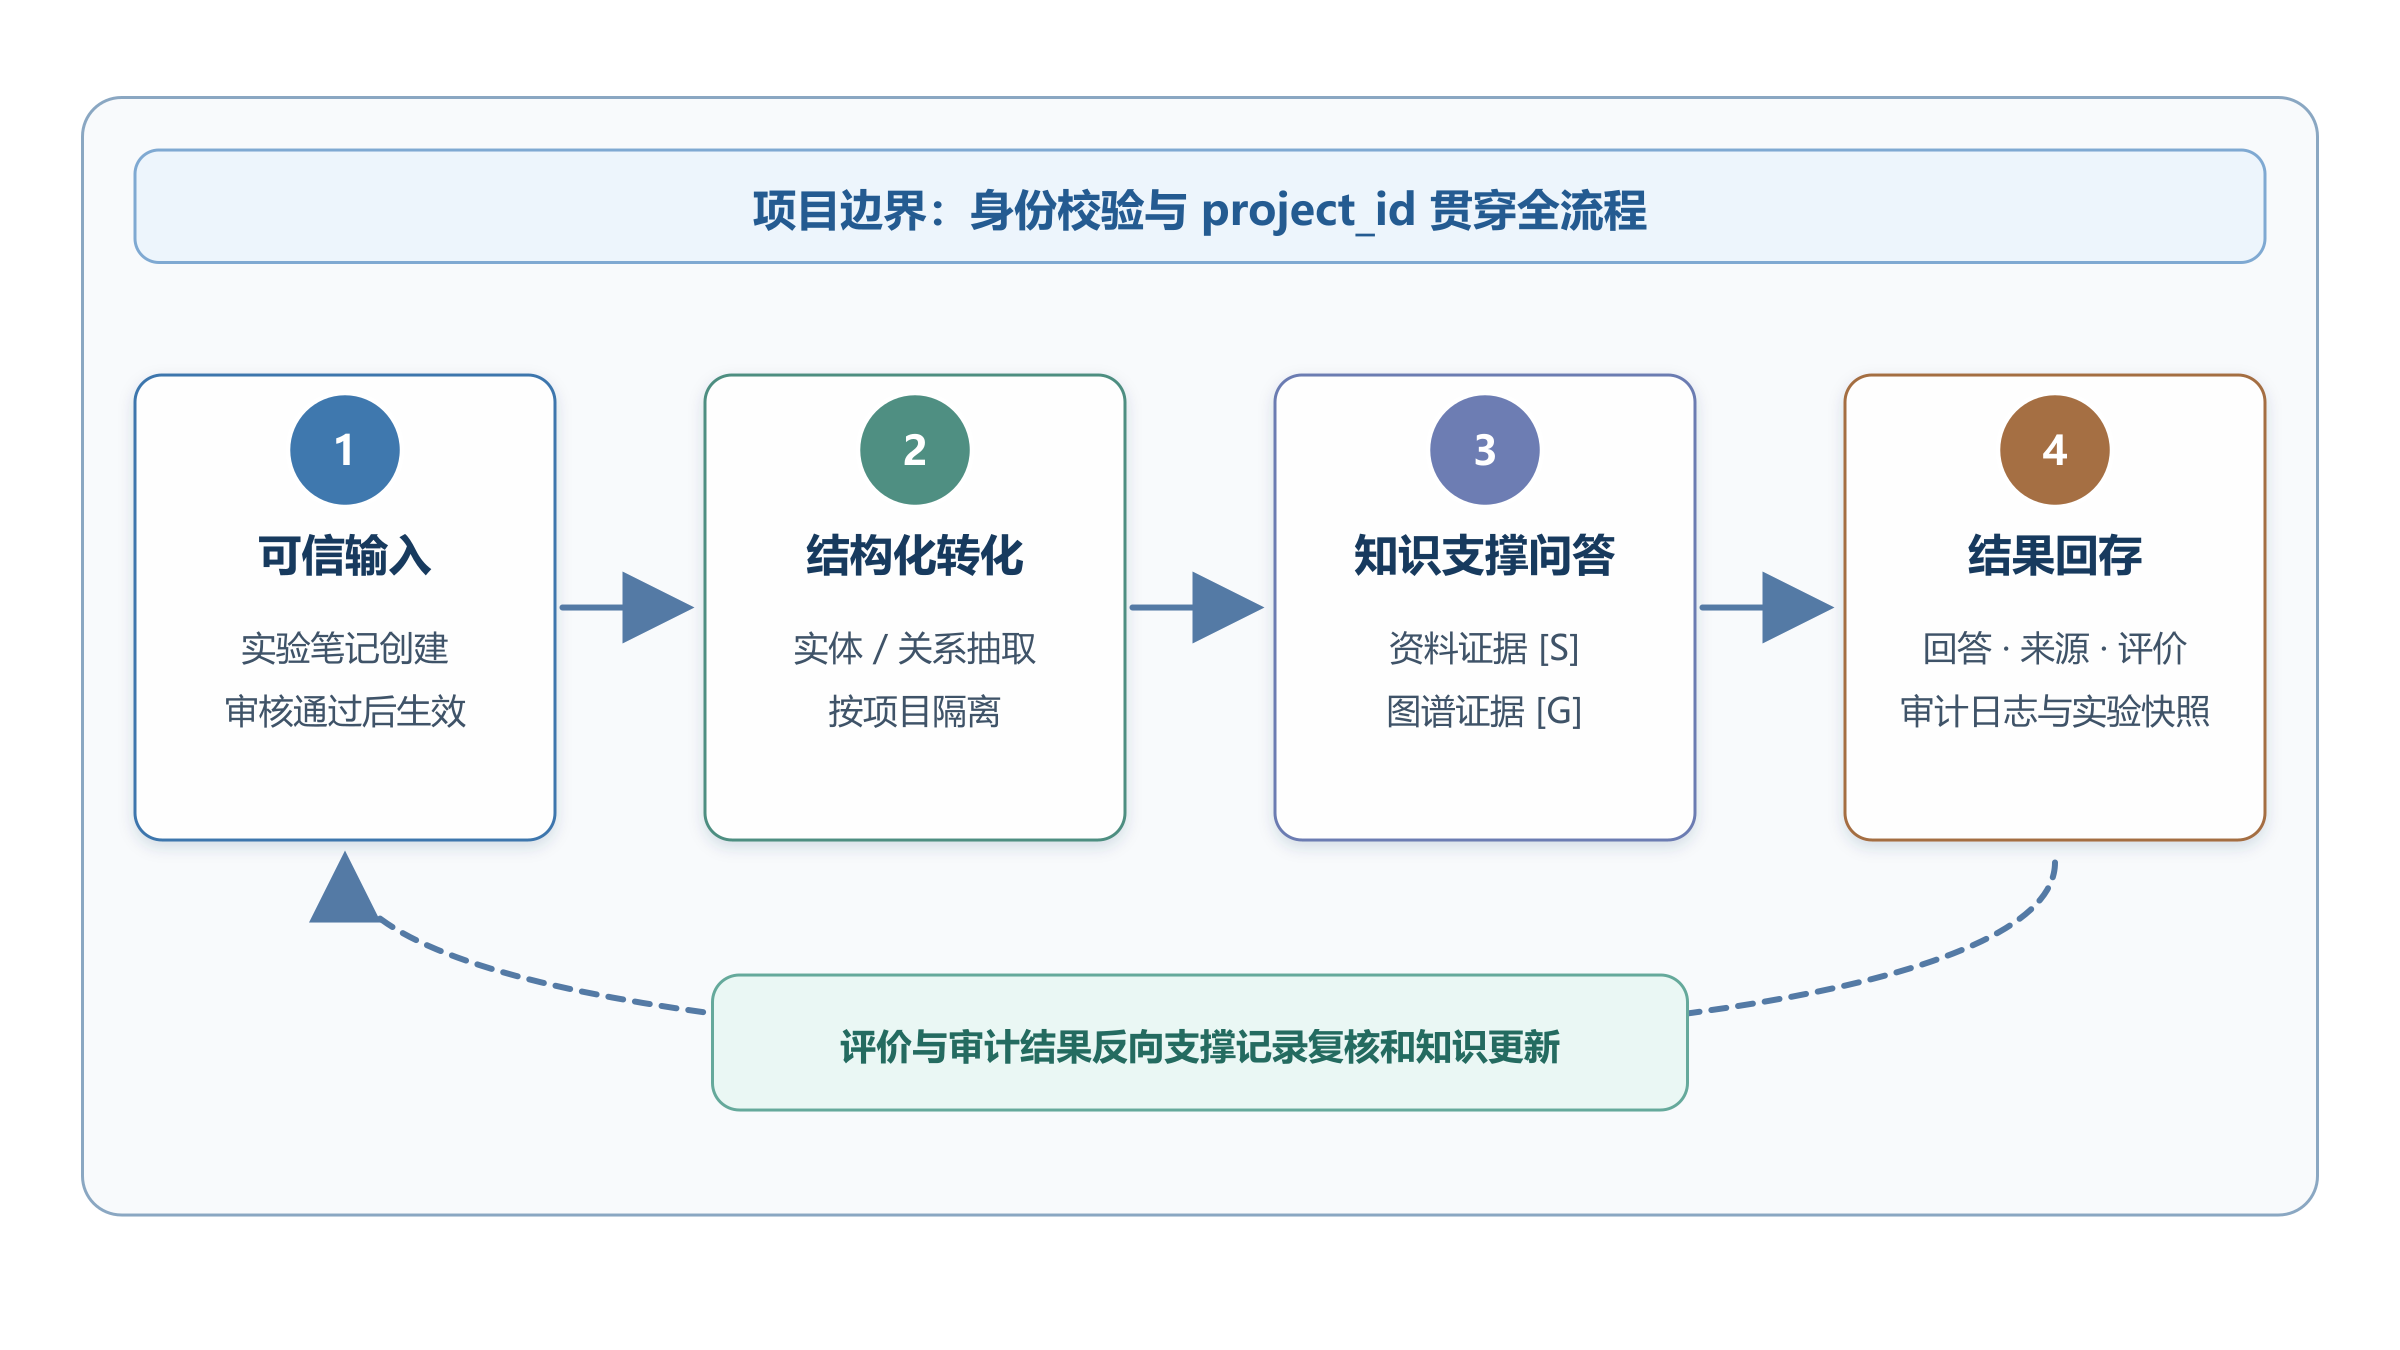 项目边界：身份校验与 project_id 贯穿全流程
1
可信输入
实验笔记创建
审核通过后生效
2
结构化转化
实体 / 关系抽取
按项目隔离
3
知识支撑问答
资料证据 [S]
图谱证据 [G]
4
结果回存
回答 · 来源 · 评价
审计日志与实验快照
评价与审计结果反向支撑记录复核和知识更新